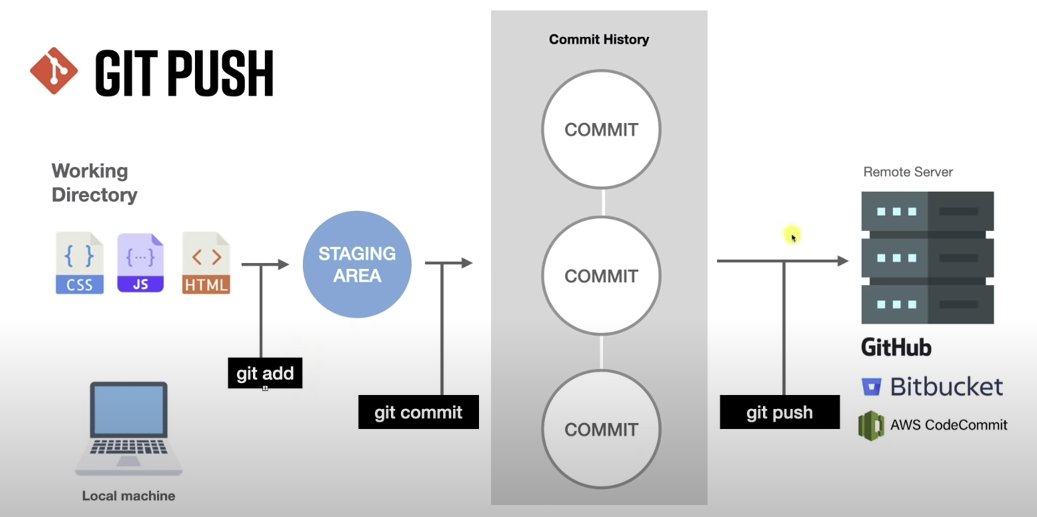 GIT PUSH
Commit History
COMMIT
COMMIT
COMMIT
Working
Directory
CSS
JS
HTML
STAGING
AREA
git add
git commit
git push
Local machine
Remote Server
GitHub
Bitbucket
AWS CodeCommit